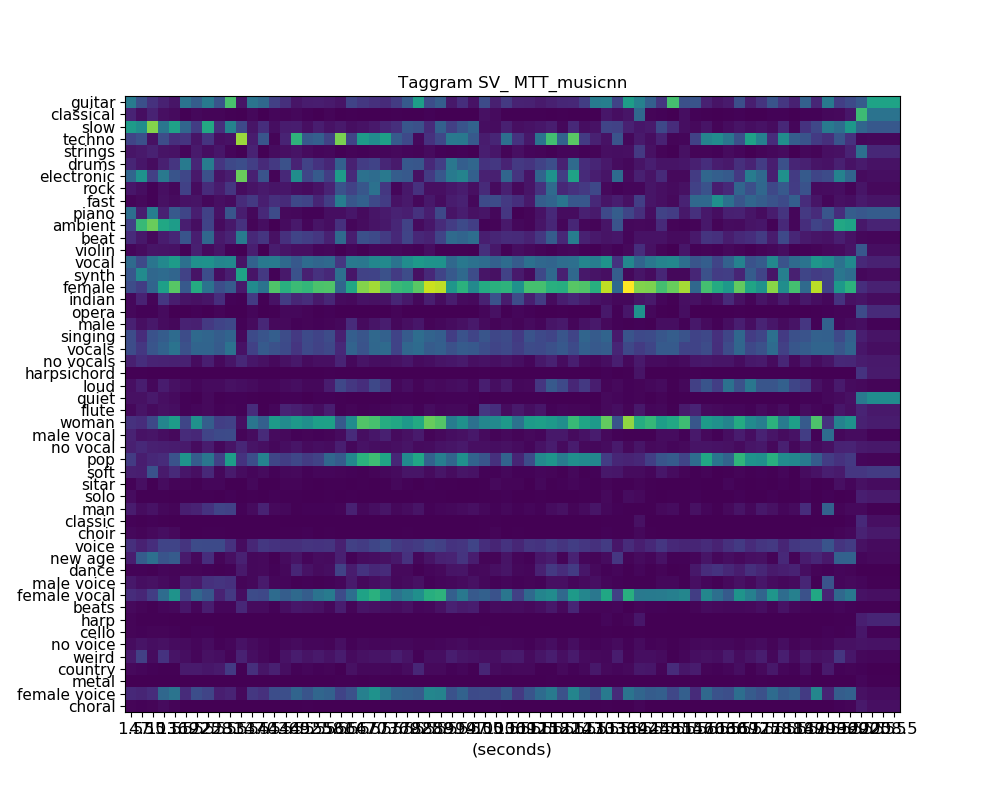 Taggram SV_ MTT_musicnn
guitar
classical
slow
techno
strings
drums
electronic
rock
fast
piano
ambient
beat
violin
vocal
synth
female
indian
opera
male
singing
vocals
no vocals
harpsichord
loud
quiet
flute
woman
male vocal
no vocal
pop
soft
sitar
solo
man
classic
choir
voice
new age
dance
male voice
female vocal
beats
harp
cello
no voice
weird
country
metal
female voice
choral
(seconds)